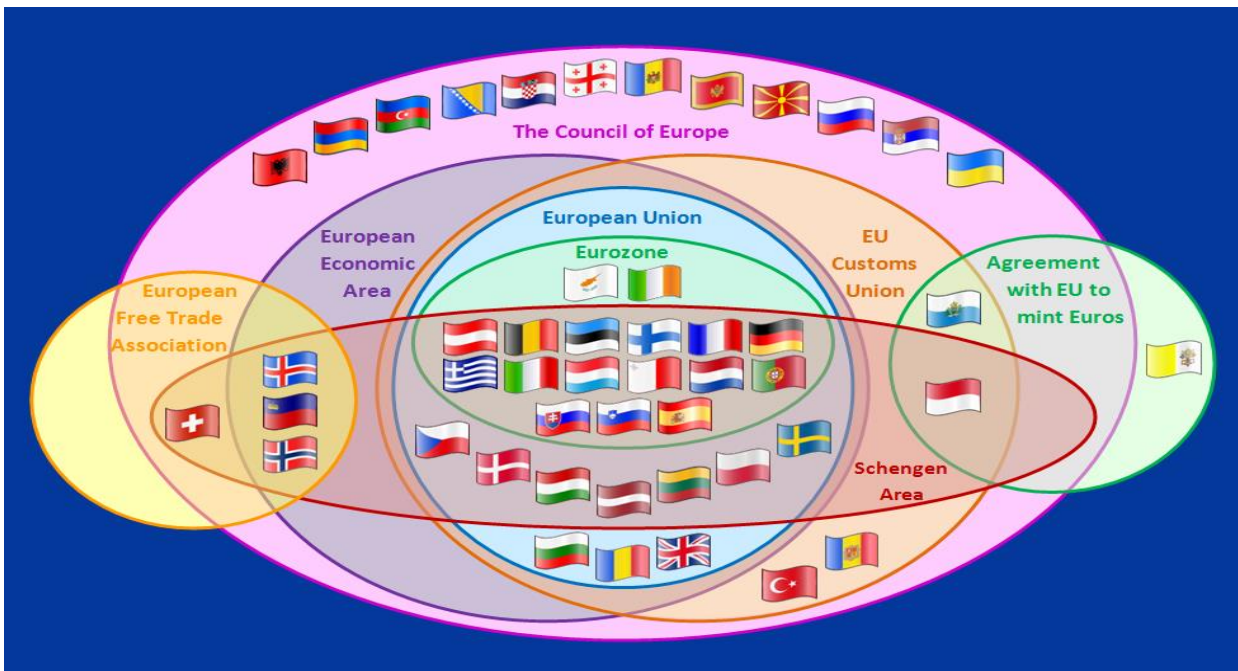 The Council of Europe
European Union
European
Economic
Area
EU
Customs
Union
Eurozone
Agreement
with EU to
mint Euros
European
Free Trade
Association
Schengen
Area